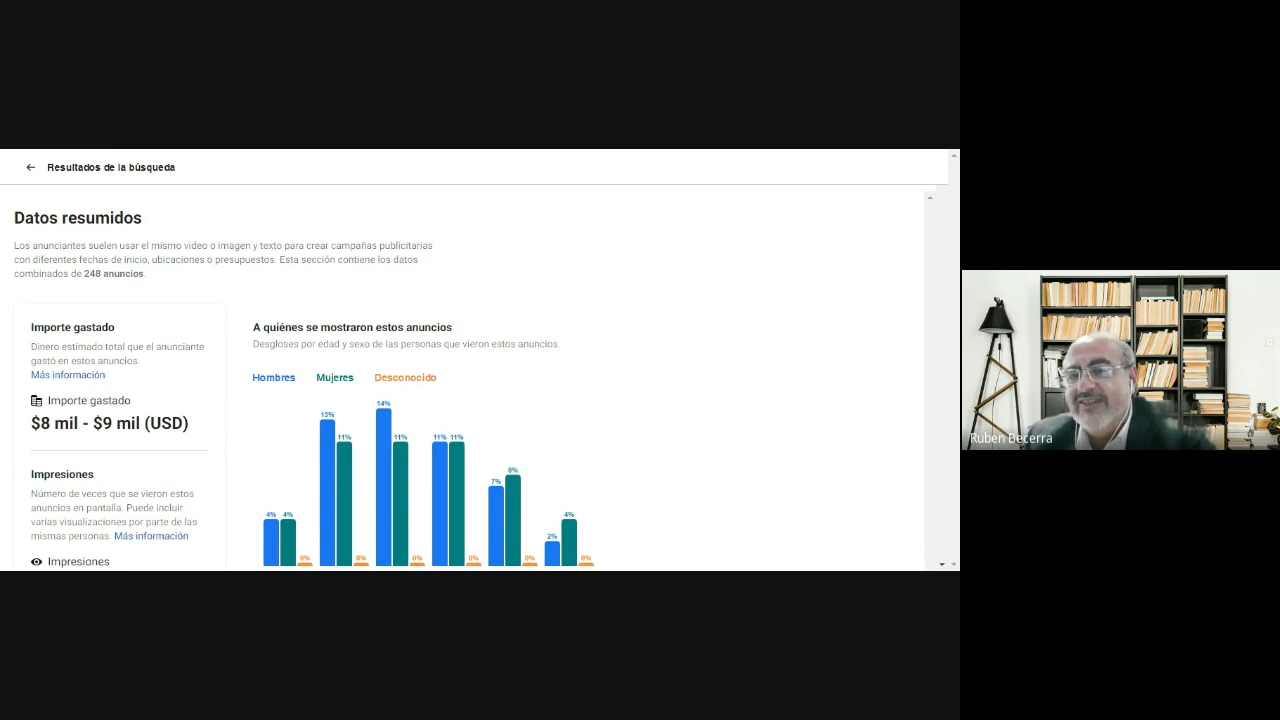 Resultados de la búsqueda
Datos resumidos
Los anunciantes suelen usar el mismo video o imagen y texto para crear campañas publicitarias
con diferentes fechas de inicio, ubicaciones o presupuestos. Esta sección contiene los datos
combinados de 248 anuncios.
Importe gastado
Dinero estimado total que el anunciante
gastó en estos anuncios.
Más información
Importe gastado
$8 mil - $9 mil (USD)
Impresiones
Número de veces que se vieron estos
anuncios en pantalla. Puede incluir
varias visualizaciones por parte de las
mismas personas. Más información
Impresiones
A quiénes se mostraron estos anuncios
Desgloses por edad y sexo de las personas que vieron estos anuncios.
Hombres Mujeres Desconocido
4% 4% 0%
13% 11% 0%
14% 11% 0%
11% 11% 0%
7% 8% 0%
2% 4% 0%
Ruben Becerra